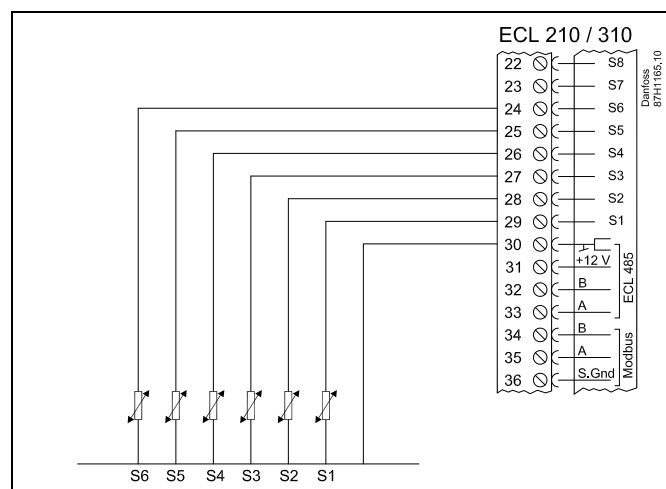 ECL 210 / 310
22 S8
23 S7
24 S6
25 S5
26 S4
27 S3
28 S2
29 S1
30
31 +12 V
32 B
33 A
34 B
35 A
36 S.Gnd
ECL 485
Modbus
Danfoss
87H1165.10
S6 S5 S4 S3 S2 S1